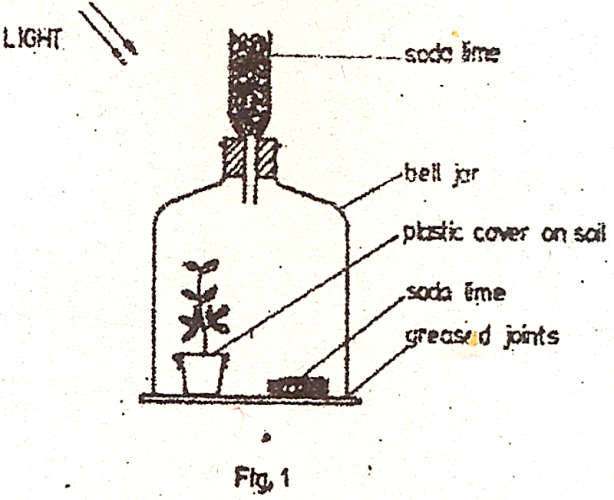 LIGHT
soda lime
bell jar
plastic cover on soil
soda lime
greased joints
Fig. 1